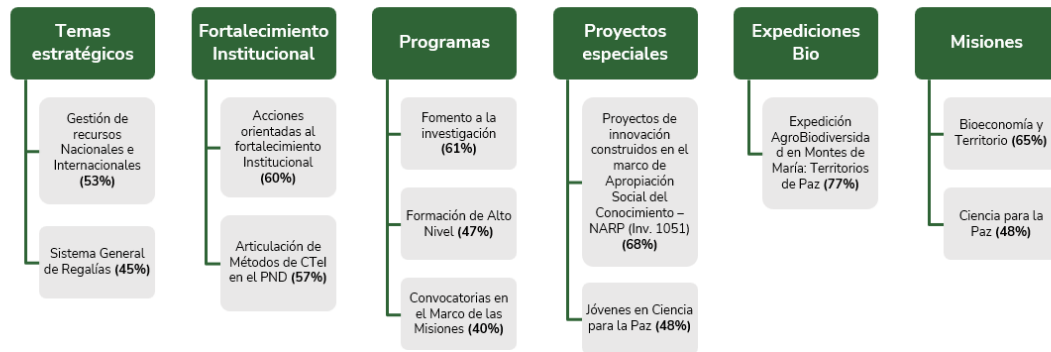 Temas
estratégicos
Gestión de
recursos
Nacionales e
Internacionales
(53%)
Sistema General
de Regalías (45%)
Fortalecimiento
Institucional
Acciones
orientadas al
fortalecimiento
Institucional
(60%)
Articulación de
Métodos de CTeI
en el PND (57%)
Programas
Fomento a la
investigación
(61%)
Formación de Alto
Nivel (47%)
Convocatorias en
el Marco de las
Misiones (40%)
Proyectos
especiales
Proyectos de
innovación
construidos en el
marco de
Apropiación
Social del
Conocimiento –
NARP (Inv. 1051)
(68%)
Jóvenes en Ciencia
para la Paz (48%)
Expediciones
Bio
Expedición
AgroBiodiversida
d en Montes de
María: Territorios
de Paz (77%)
Misiones
Bioeconomía y
Territorio (65%)
Ciencia para la
Paz (48%)